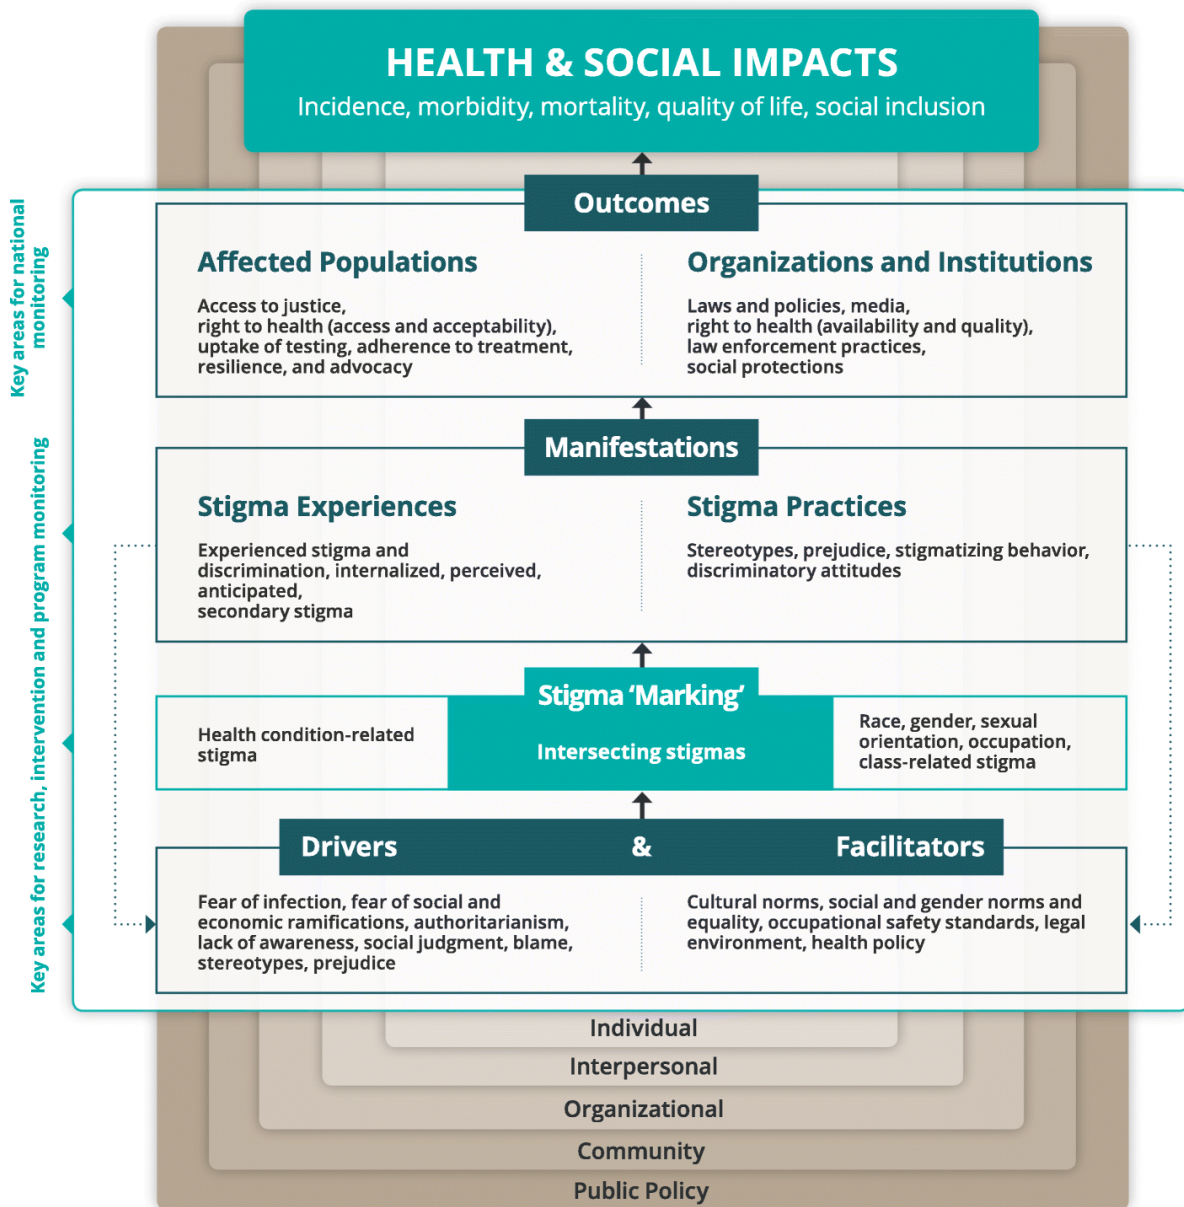 HEALTH & SOCIAL IMPACTS
Incidence, morbidity, mortality, quality of life, social inclusion
Key areas for national
monitoring
Outcomes
Affected Populations
Access to justice,
right to health (access and acceptability),
uptake of testing, adherence to treatment,
resilience, and advocacy
Organizations and Institutions
Laws and policies, media,
right to health (availability and quality),
law enforcement practices,
social protections
Key areas for research, intervention and program monitoring
Manifestations
Stigma Experiences
Experienced stigma and
discrimination, internalized, perceived,
anticipated,
secondary stigma
Stigma Practices
Stereotypes, prejudice, stigmatizing behavior,
discriminatory attitudes
Stigma ‘Marking’
Health condition-related
stigma
Intersecting stigmas
Race, gender, sexual
orientation, occupation,
class-related stigma
Drivers & Facilitators
Fear of infection, fear of social and
economic ramifications, authoritarianism,
lack of awareness, social judgment, blame,
stereotypes, prejudice
Cultural norms, social and gender norms and
equality, occupational safety standards, legal
environment, health policy
Individual
Interpersonal
Organizational
Community
Public Policy